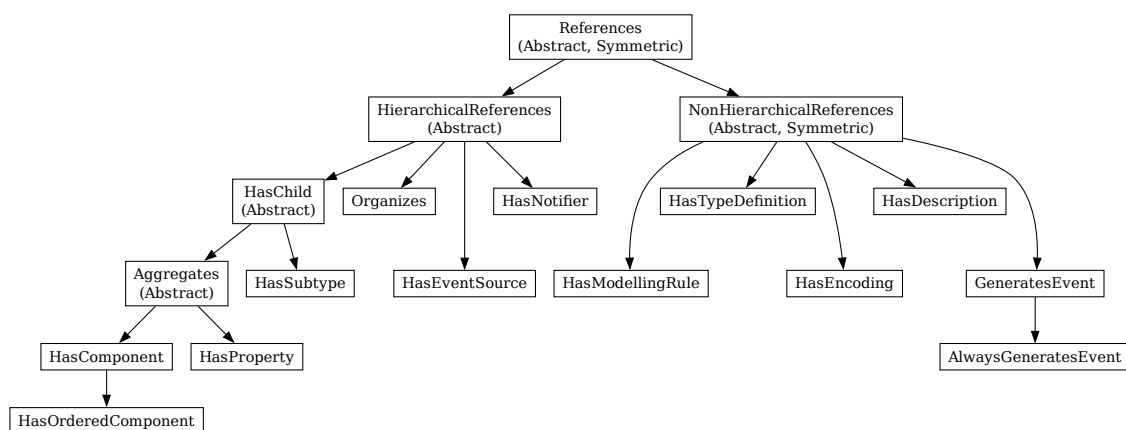 References
(Abstract, Symmetric)
HierarchicalReferences
(Abstract)
NonHierarchicalReferences
(Abstract, Symmetric)
HasChild
(Abstract)
Organizes
HasNotifier
HasTypeDefinition
HasDescription
Aggregates
(Abstract)
HasSubtype
HasEventSource
HasModellingRule
HasEncoding
GeneratesEvent
HasComponent
HasProperty
AlwaysGeneratesEvent
HasOrderedComponent